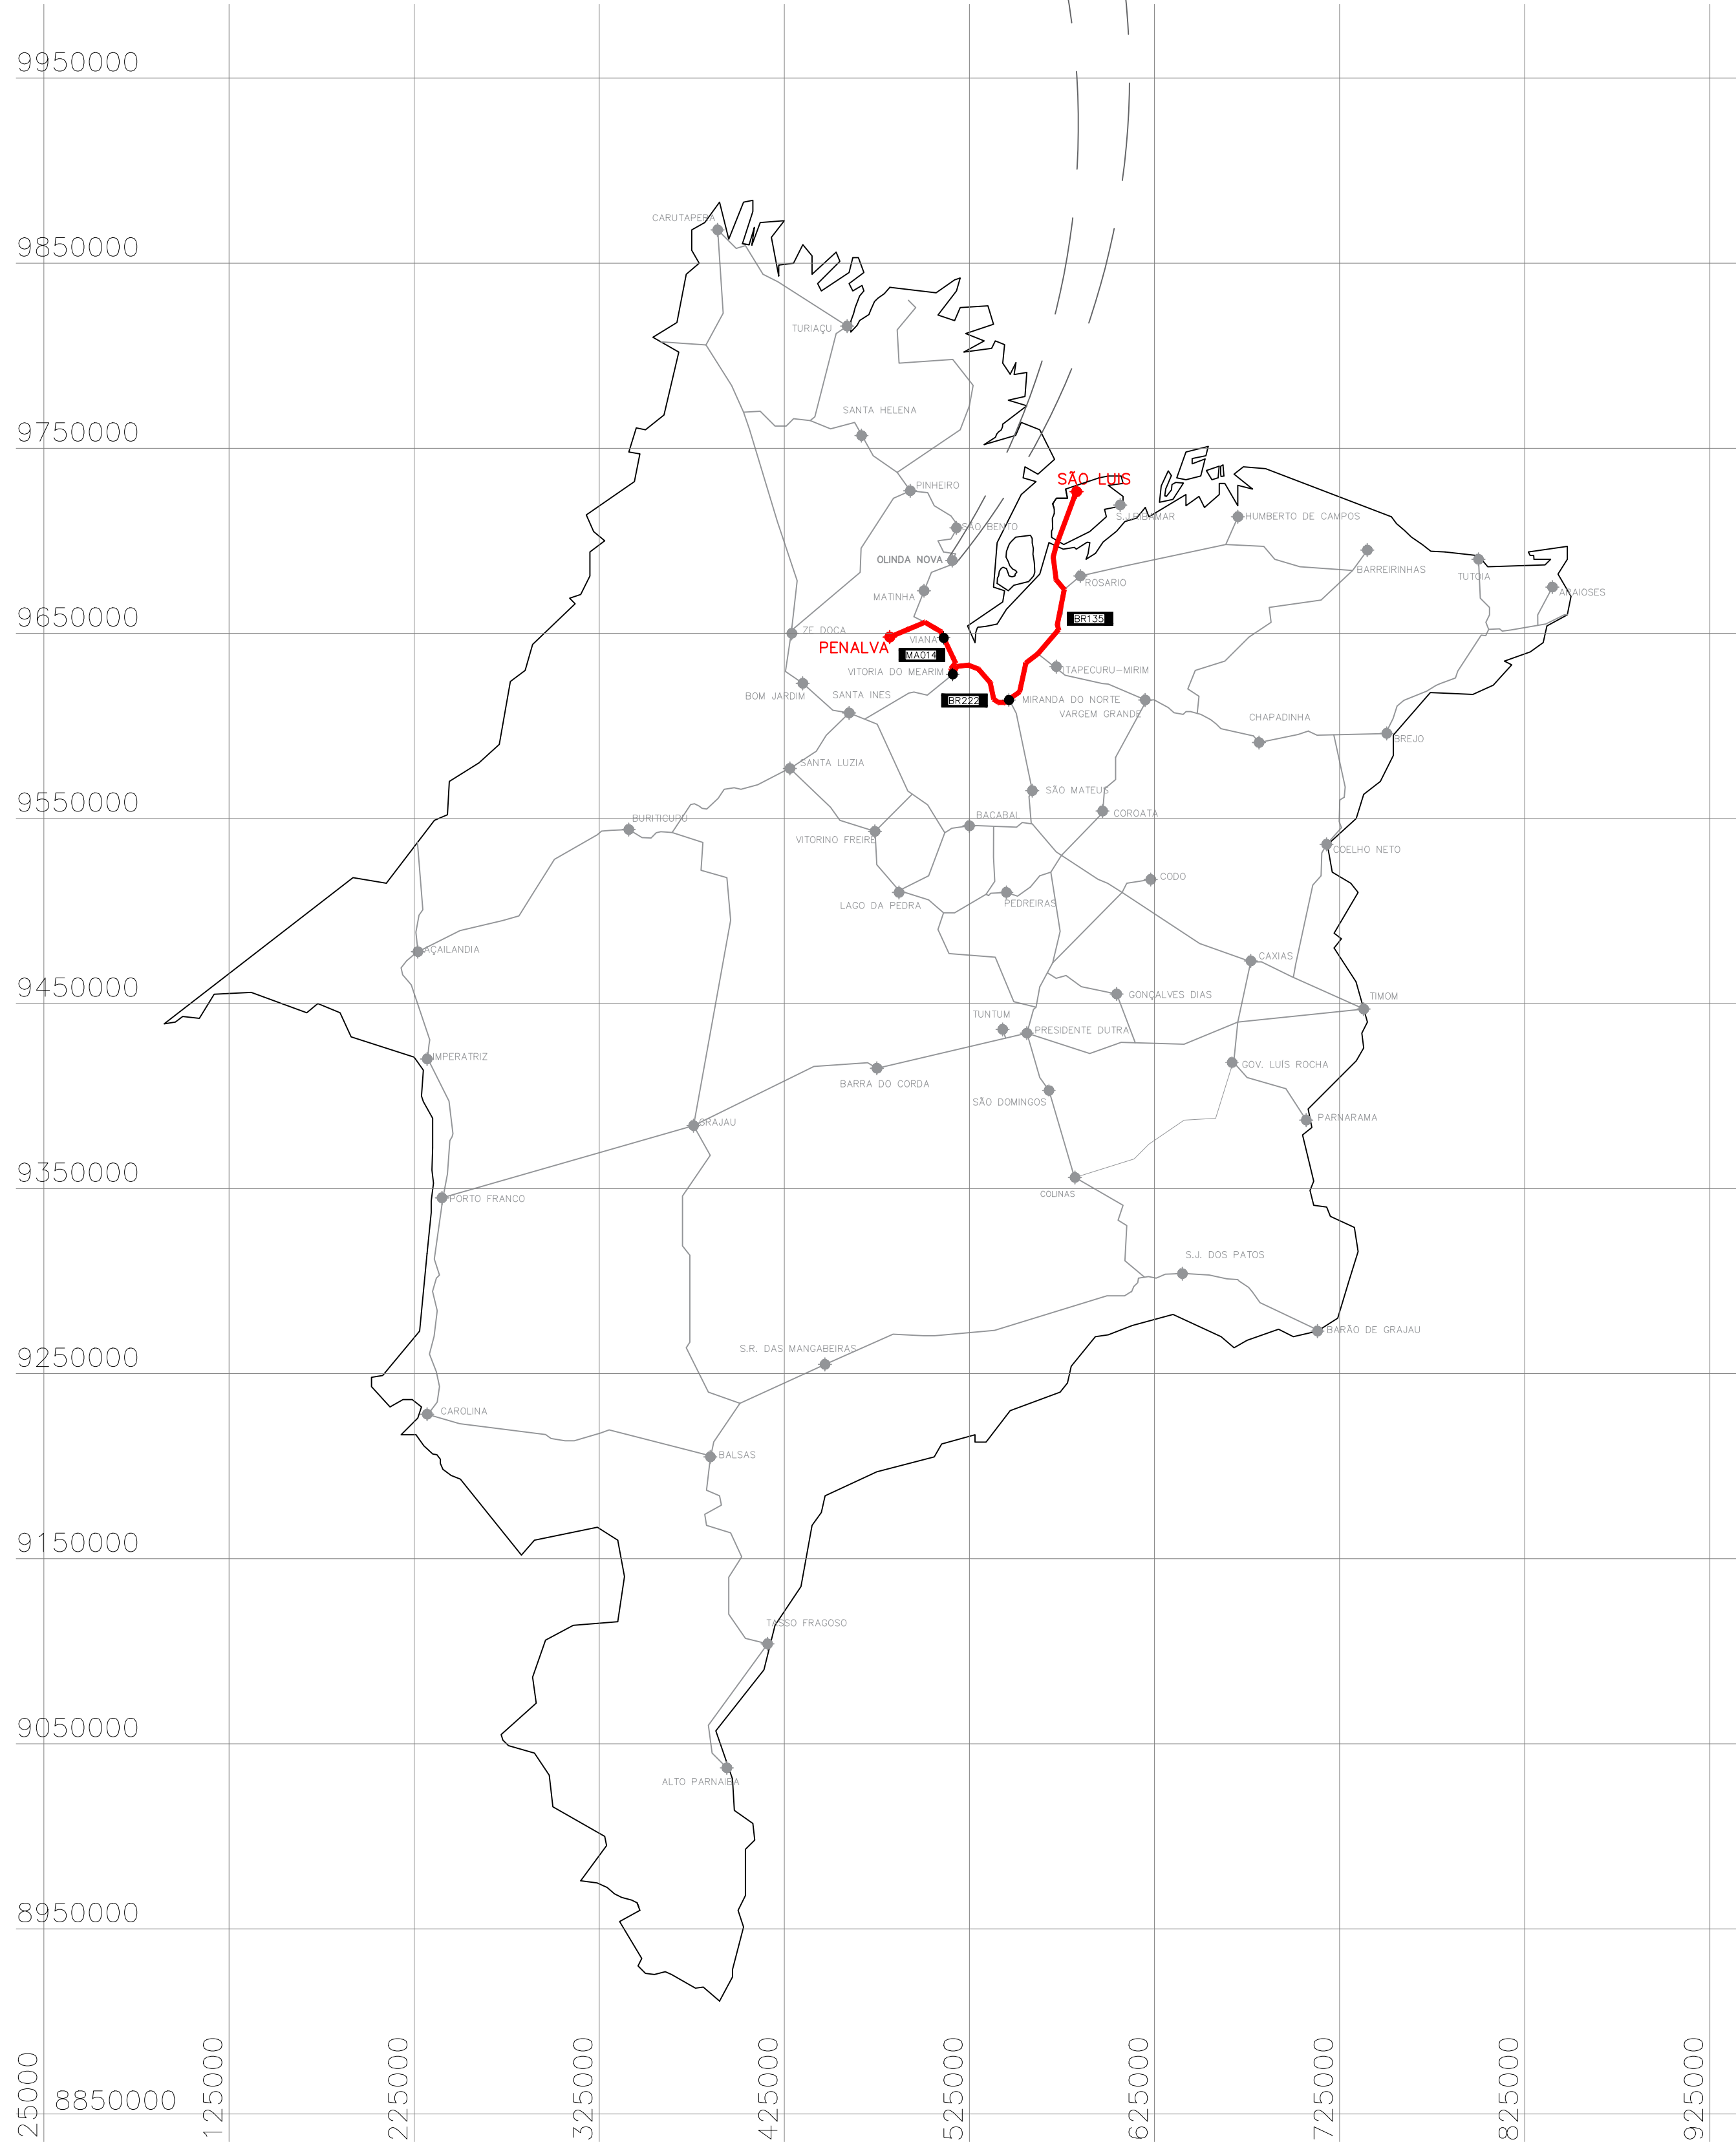 9950000
CARUTAPERA
9850000
TURIAÇU
SANTA HELENA
9750000
SÃO LUIS
PINHEIRO
S.J.RIBAMAR
HUMBERTO DE CAMPOS
SÃO BENTO
OLINDA NOVA
BARREIRINHAS
TUTOIA
ROSARIO
ARAIOSES
MATINHA
9650000
BR135
ZE DOCA
VIANA
PENALVA
MA014
VITORIA DO MEARIM
ITAPECURU-MIRIM
BOM JARDIM
SANTA INES
BR222
MIRANDA DO NORTE
VARGEM GRANDE
CHAPADINHA
BREJO
SANTA LUZIA
SÃO MATEUS
9550000
BURITICUPU
BACABAL
COROATA
VITORINO FREIRE
COELHO NETO
CODO
LAGO DA PEDRA
PEDREIRAS
AÇAILANDIA
CAXIAS
9450000
GONÇALVES DIAS
TIMOM
TUNTUM
PRESIDENTE DUTRA
IMPERATRIZ
GOV. LUÍS ROCHA
BARRA DO CORDA
SÃO DOMINGOS
PARNARAMA
GRAJAU
9350000
COLINAS
PORTO FRANCO
S.J. DOS PATOS
BARÃO DE GRAJAU
9250000
S.R. DAS MANGABEIRAS
CAROLINA
BALSAS
9150000
TASSO FRAGOSO
9050000
ALTO PARNAIBA
8950000
8850000
25000
125000
225000
325000
425000
525000
625000
725000
825000
925000